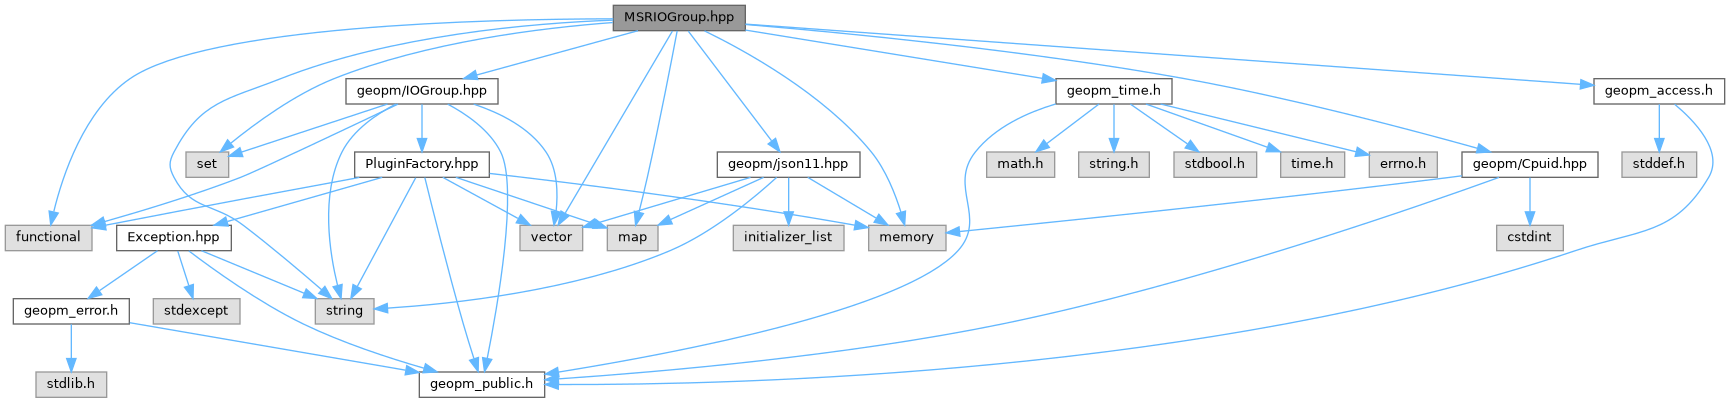 MSRIOGroup.hpp
geopm/IOGroup.hpp
geopm_time.h
geopm_access.h
set
PluginFactory.hpp
geopm/json11.hpp
math.h
string.h
stdbool.h
time.h
errno.h
geopm/Cpuid.hpp
stddef.h
functional
Exception.hpp
vector
map
initializer_list
memory
cstdint
geopm_error.h
stdexcept
string
stdlib.h
geopm_public.h